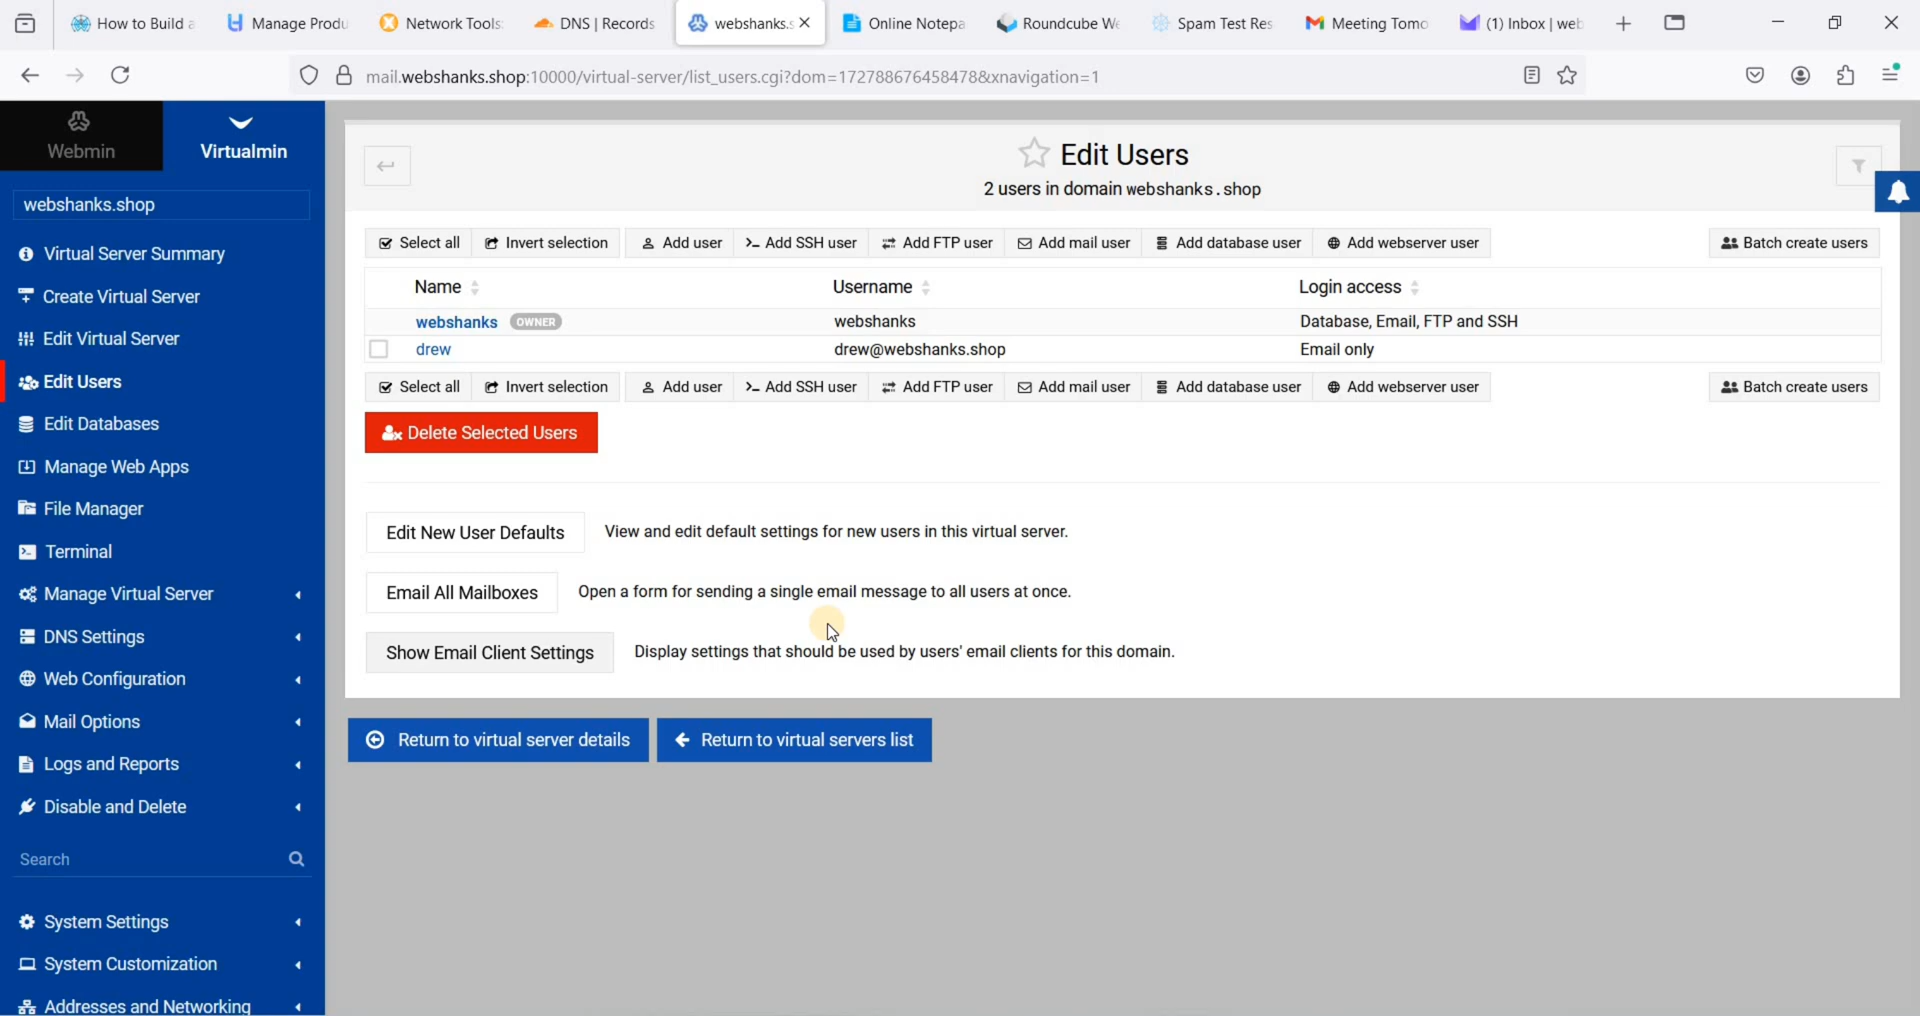 How to Build a
Manage Produ
Network Tools:
DNS | Records
webshanks.s
Online Notepa
Roundcube We
Spam Test Res
Meeting Tomo
(1) Inbox | web
mail.webshanks.shop:10000/virtual-server/list_users.cgi?dom=172788676458478&xnavigation=1
Webmin
Virtualmin
webshanks.shop
Virtual Server Summary
Create Virtual Server
Edit Virtual Server
Edit Users
Edit Databases
Manage Web Apps
File Manager
Terminal
Manage Virtual Server
DNS Settings
Web Configuration
Mail Options
Logs and Reports
Disable and Delete
Search
System Settings
System Customization
Addresses and Networking
Edit Users
2 users in domain webshanks.shop
Select all Invert selection Add user Add SSH user Add FTP user Add mail user Add database user Add webserver user Batch create users
Name Username Login access
webshanks OWNER webshanks Database, Email, FTP and SSH
drew drew@webshanks.shop Email only
Select all Invert selection Add user Add SSH user Add FTP user Add mail user Add database user Add webserver user Batch create users
Delete Selected Users
Edit New User Defaults View and edit default settings for new users in this virtual server.
Email All Mailboxes Open a form for sending a single email message to all users at once.
Show Email Client Settings Display settings that should be used by users' email clients for this domain.
Return to virtual server details Return to virtual servers list